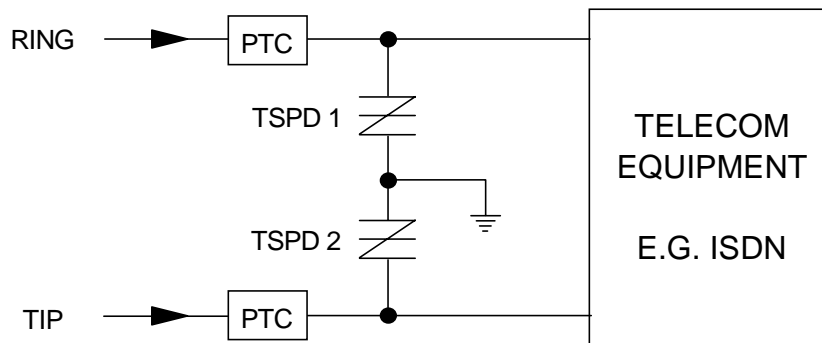 RING
PTC
TSPD 1
TELECOM
EQUIPMENT
TSPD 2
E.G. ISDN
TIP
PTC